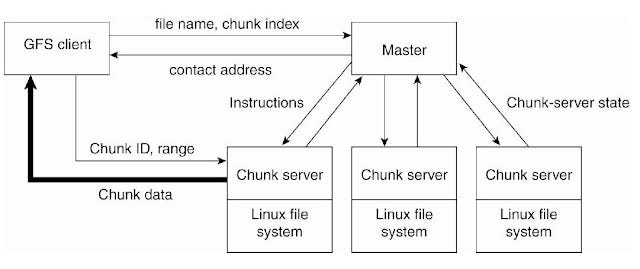 file name, chunk index
GFS client
Master
contact address
Instructions
Chunk-server state
Chunk ID, range
Chunk server
Chunk server
Chunk server
Chunk data
Linux file
system
Linux file
system
Linux file
system